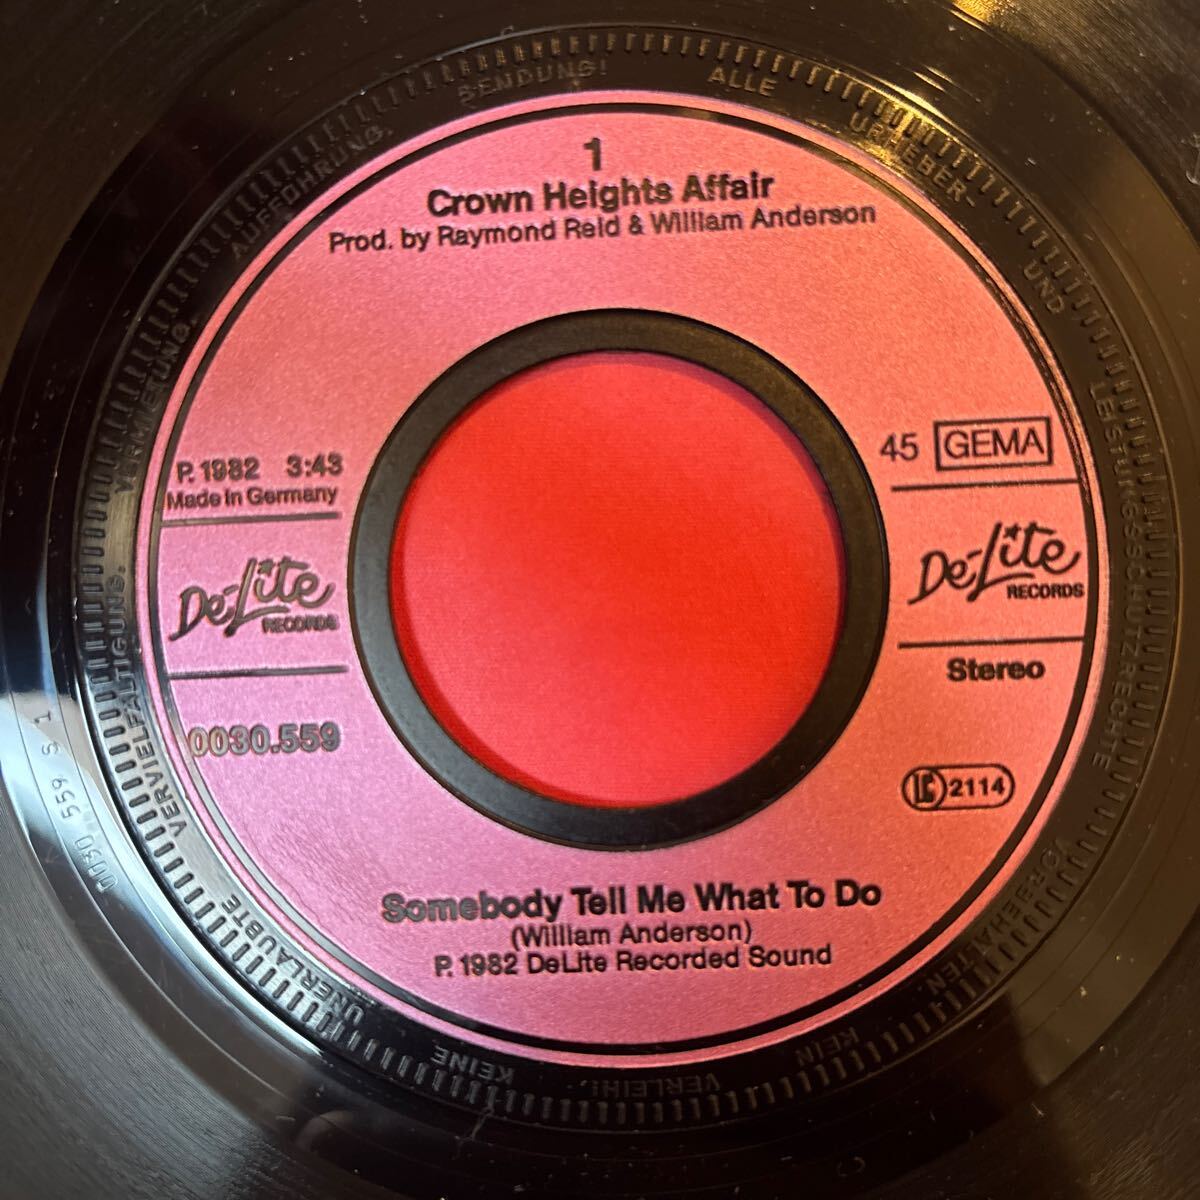 1
Crown Heights Affair
Prod. by Raymond Reid & William Anderson
P. 1982 3:43
Made in Germany
45 GEMA
De-Lite
RECORDS
De-Lite
RECORDS
0030.559
Stereo
LC 2114
Somebody Tell Me What To Do
(William Anderson)
P. 1982 DeLite Recorded Sound
ALLE URHEBER- UND LEISTUNGSSCHUTZRECHTE VORBEHALTEN. KEIN VERLEIH! KEINE UNERLAUBTE VERVIELFÄLTIGUNG. VERMIETUNG. AUFFÜHRUNG. SENDUNG!
0030 559 S 1